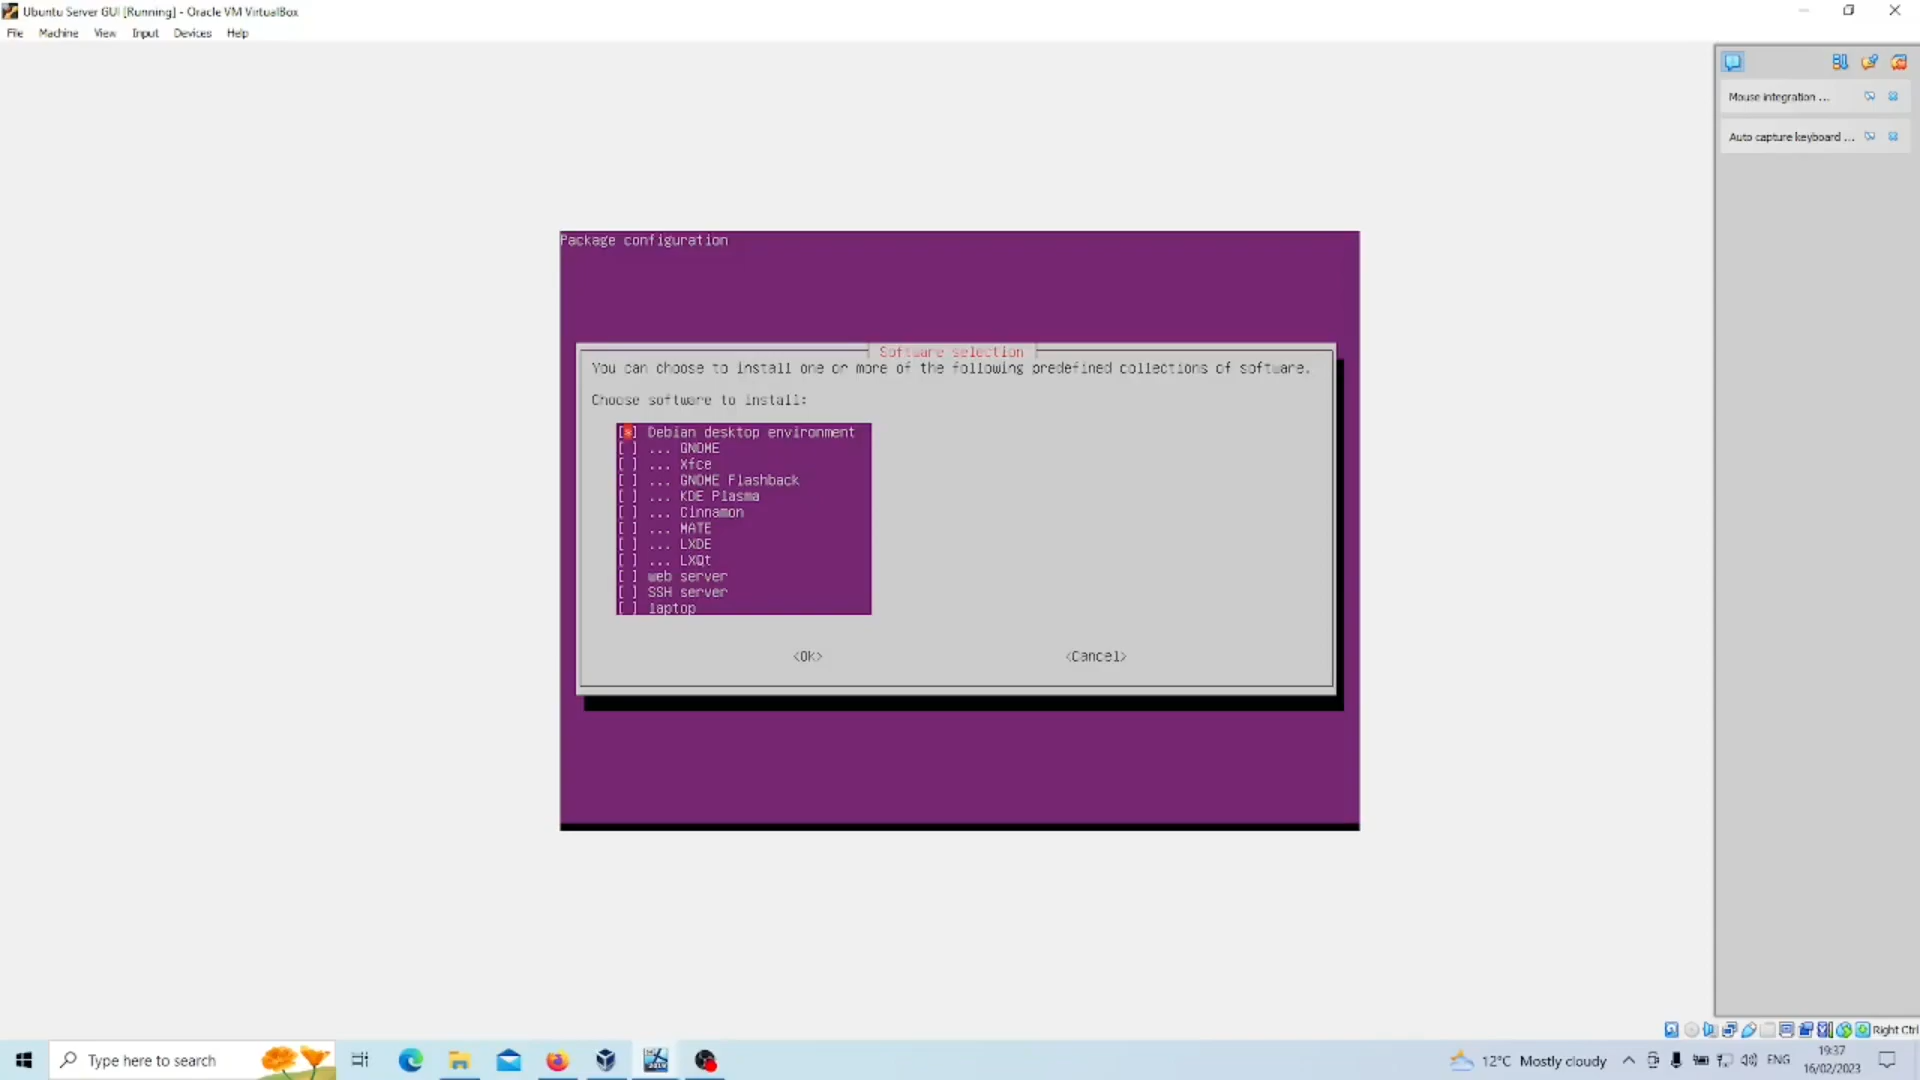 Ubuntu Server GUI [Running] - Oracle VM VirtualBox
File Machine View Input Devices Help
Mouse integration ...
Auto capture keyboard ...
Package configuration
Software selection
You can choose to install one or more of the following predefined collections of software.
Choose software to install:
[*] Debian desktop environment
[ ] ... GNOME
[ ] ... Xfce
[ ] ... GNOME Flashback
[ ] ... KDE Plasma
[ ] ... Cinnamon
[ ] ... MATE
[ ] ... LXDE
[ ] ... LXQt
[ ] web server
[ ] SSH server
[ ] laptop
<Ok> <Cancel>
Right Ctrl
Type here to search
12°C Mostly cloudy
ENG
19:37
16/02/2023